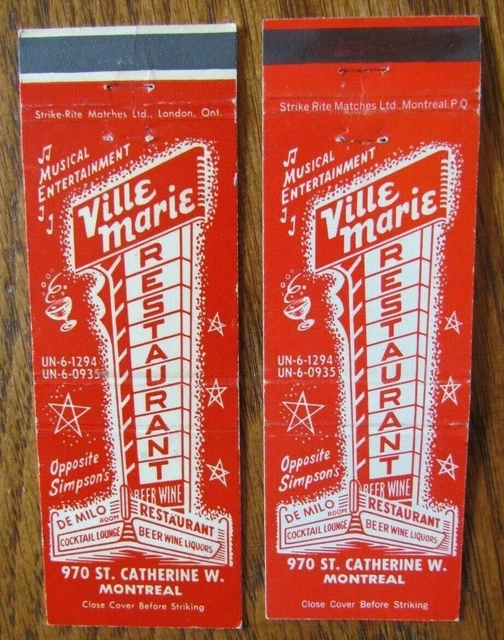 Strike-Rite Matches Ltd., London, Ont.
♫ MUSICAL
ENTERTAINMENT
VILLE
MARIE
RESTAURANT
UN-6-1294
UN-6-0935
Opposite
Simpson's
BEER WINE
DE MILO ROOM
RESTAURANT
COCKTAIL LOUNGE
BEER WINE LIQUORS
970 ST. CATHERINE W.
MONTREAL
Close Cover Before Striking
Strike Rite Matches Ltd. Montreal P.Q.
♫ MUSICAL
ENTERTAINMENT
VILLE
MARIE
RESTAURANT
UN-6-1294
UN-6-0935
Opposite
Simpson's
BEER WINE
DE MILO ROOM
RESTAURANT
COCKTAIL LOUNGE
BEER WINE LIQUORS
970 ST. CATHERINE W.
MONTREAL
Close Cover Before Striking